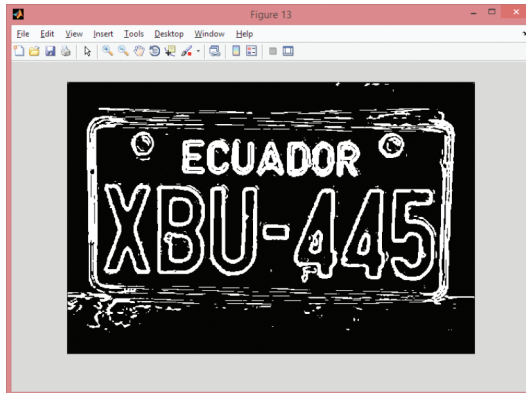 Figure 13
File Edit View Insert Tools Desktop Window Help
ECUADOR
XBU-445